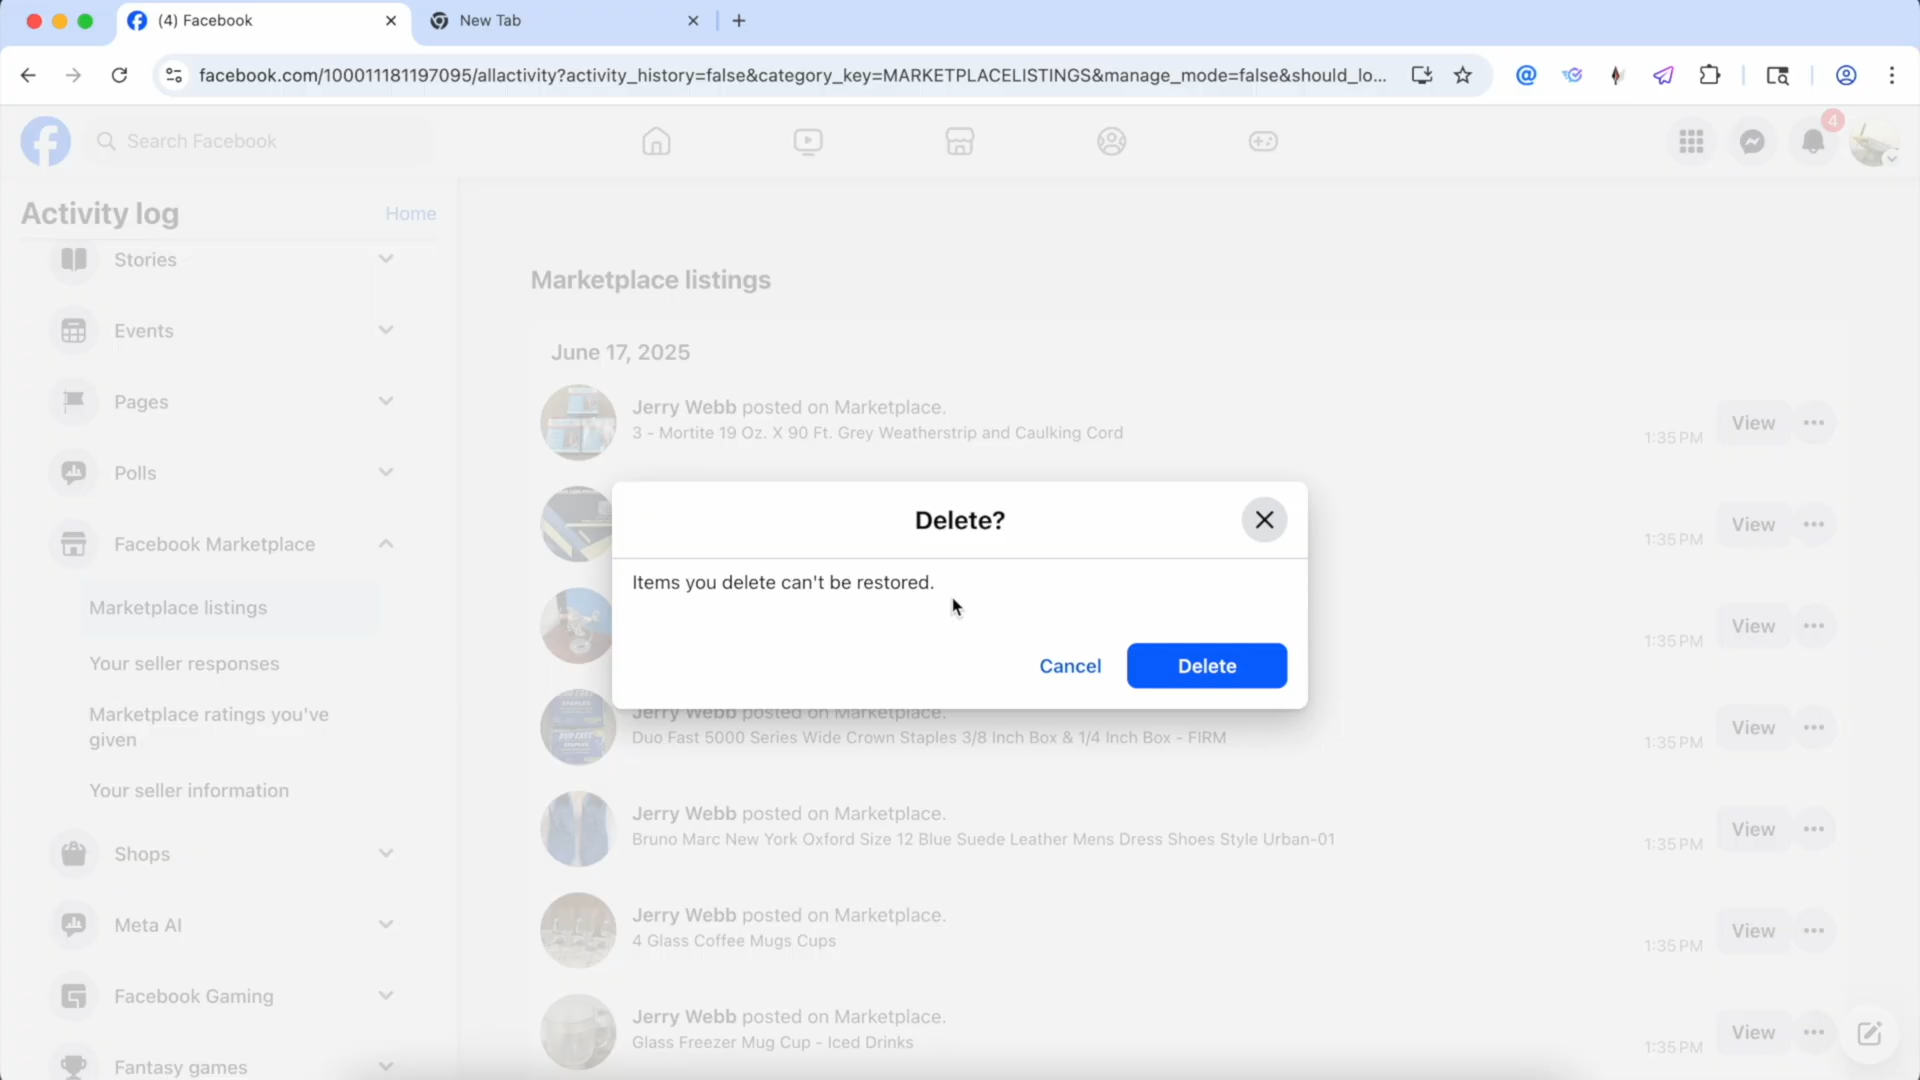 (4) Facebook
New Tab
facebook.com/100011181197095/allactivity?activity_history=false&category_key=MARKETPLACELISTINGS&manage_mode=false&should_lo...
Search Facebook
4
Activity log
Home
Stories
Events
Pages
Polls
Facebook Marketplace
Marketplace listings
Your seller responses
Marketplace ratings you've
given
Your seller information
Shops
Meta AI
Facebook Gaming
Fantasy games
Marketplace listings
June 17, 2025
Jerry Webb posted on Marketplace.
3 - Mortite 19 Oz. X 90 Ft. Grey Weatherstrip and Caulking Cord
1:35 PM
View
1:35 PM
View
1:35 PM
View
Delete?
Items you delete can't be restored.
Cancel
Delete
Jerry Webb posted on Marketplace.
Duo Fast 5000 Series Wide Crown Staples 3/8 Inch Box & 1/4 Inch Box - FIRM
1:35 PM
View
Jerry Webb posted on Marketplace.
Bruno Marc New York Oxford Size 12 Blue Suede Leather Mens Dress Shoes Style Urban-01
1:35 PM
View
Jerry Webb posted on Marketplace.
4 Glass Coffee Mugs Cups
1:35 PM
View
Jerry Webb posted on Marketplace.
Glass Freezer Mug Cup - Iced Drinks
1:35 PM
View